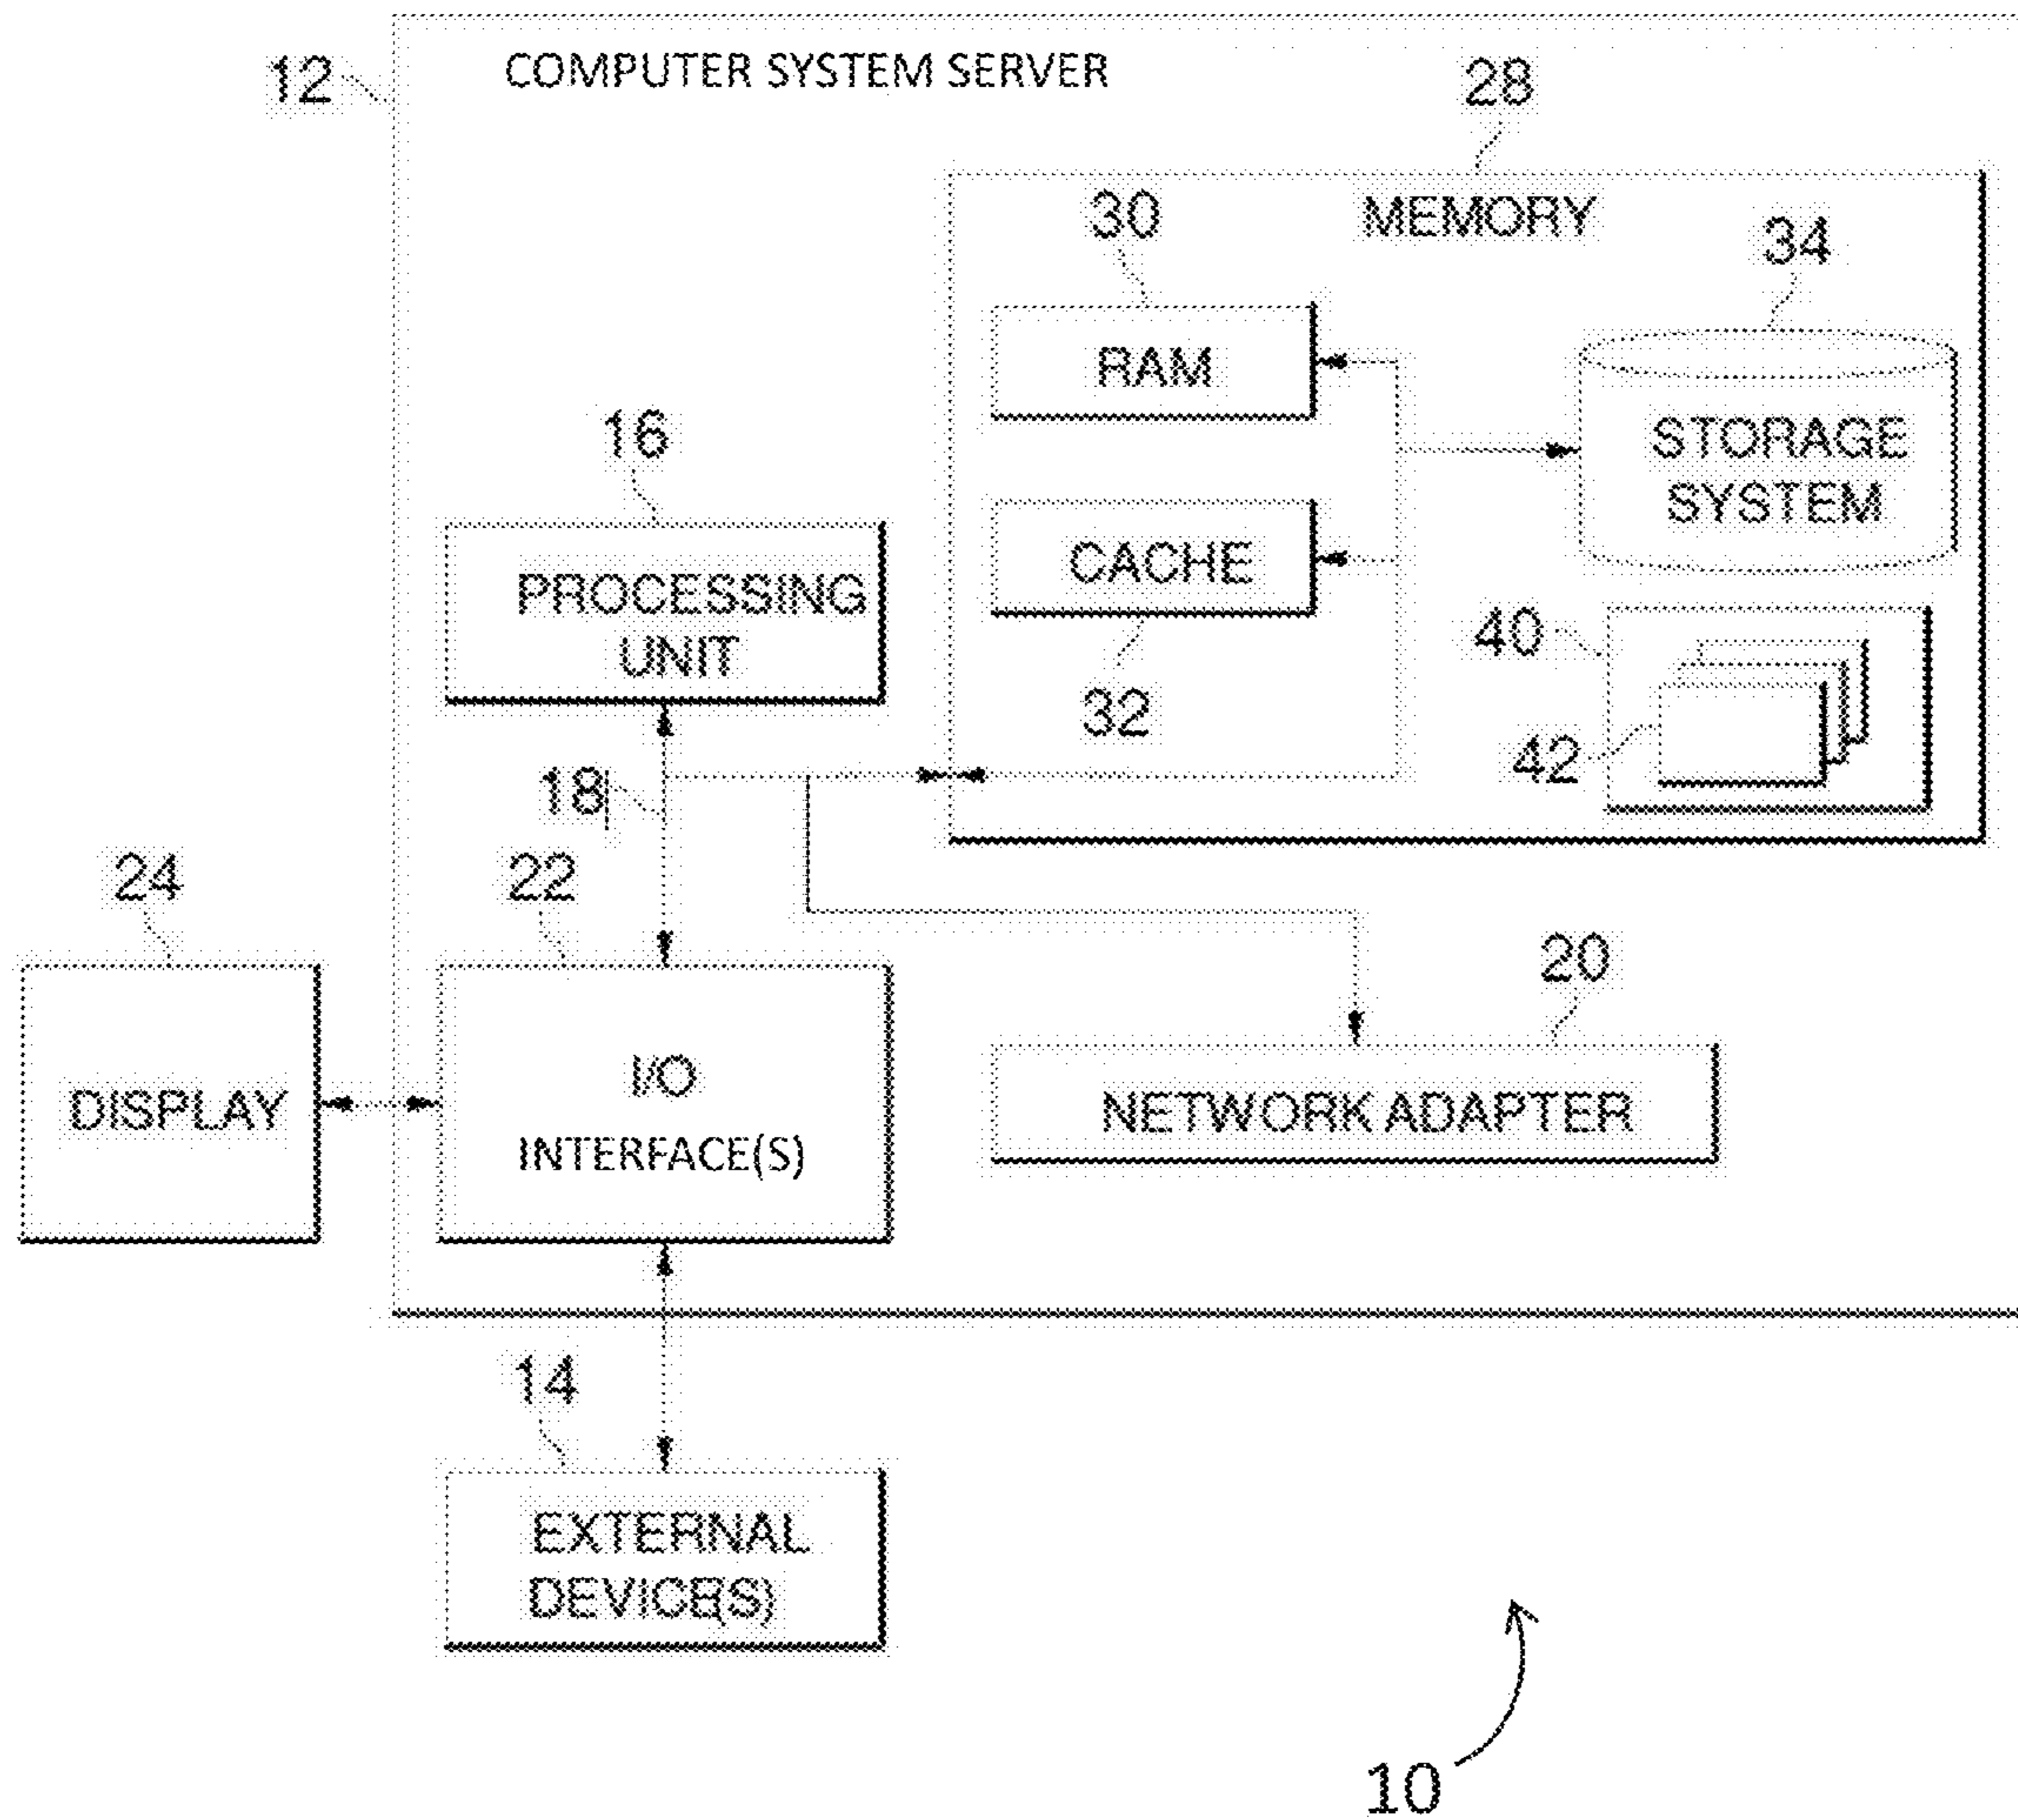 12
COMPUTER SYSTEM SERVER
28
MEMORY
30
34
RAM
STORAGE
SYSTEM
16
PROCESSING
UNIT
CACHE
32
40
42
18
24
22
20
DISPLAY
I/O
INTERFACE(S)
NETWORK ADAPTER
14
EXTERNAL
DEVICE(S)
10